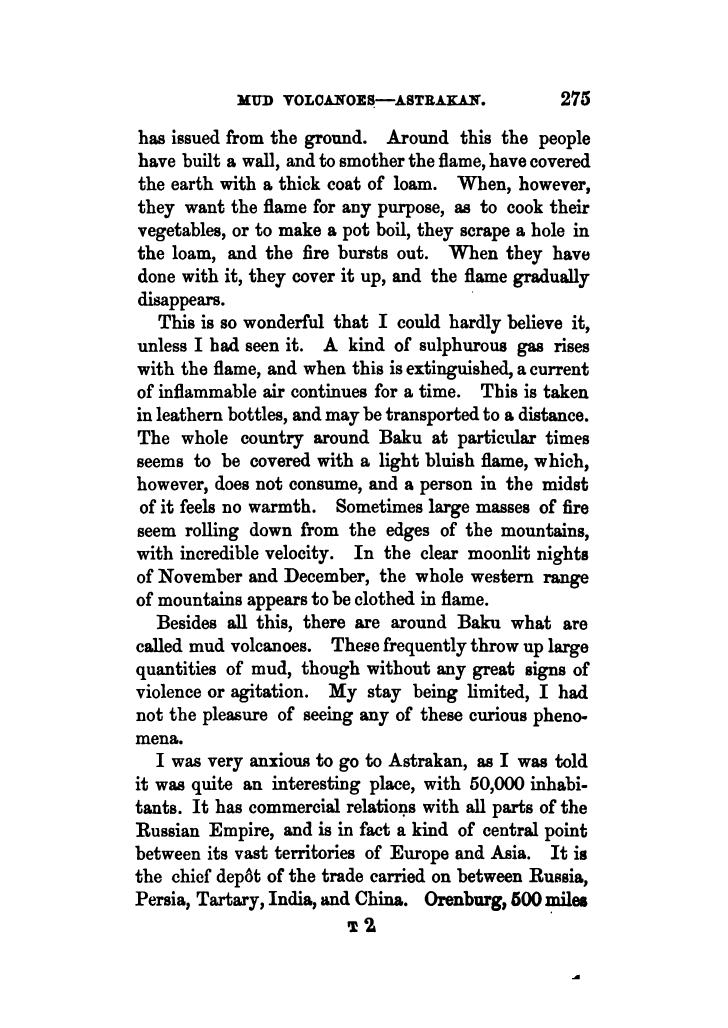 MUD VOLCANOES—ASTRAKAN. 275
has issued from the ground. Around this the people
have built a wall, and to smother the flame, have covered
the earth with a thick coat of loam. When, however,
they want the flame for any purpose, as to cook their
vegetables, or to make a pot boil, they scrape a hole in
the loam, and the fire bursts out. When they have
done with it, they cover it up, and the flame gradually
disappears.
This is so wonderful that I could hardly believe it,
unless I had seen it. A kind of sulphurous gas rises
with the flame, and when this is extinguished, a current
of inflammable air continues for a time. This is taken
in leathern bottles, and may be transported to a distance.
The whole country around Baku at particular times
seems to be covered with a light bluish flame, which,
however, does not consume, and a person in the midst
of it feels no warmth. Sometimes large masses of fire
seem rolling down from the edges of the mountains,
with incredible velocity. In the clear moonlit nights
of November and December, the whole western range
of mountains appears to be clothed in flame.
Besides all this, there are around Baku what are
called mud volcanoes. These frequently throw up large
quantities of mud, though without any great signs of
violence or agitation. My stay being limited, I had
not the pleasure of seeing any of these curious pheno-
mena.
I was very anxious to go to Astrakan, as I was told
it was quite an interesting place, with 50,000 inhabi-
tants. It has commercial relations with all parts of the
Russian Empire, and is in fact a kind of central point
between its vast territories of Europe and Asia. It is
the chief depôt of the trade carried on between Russia,
Persia, Tartary, India, and China. Orenburg, 500 miles
T 2